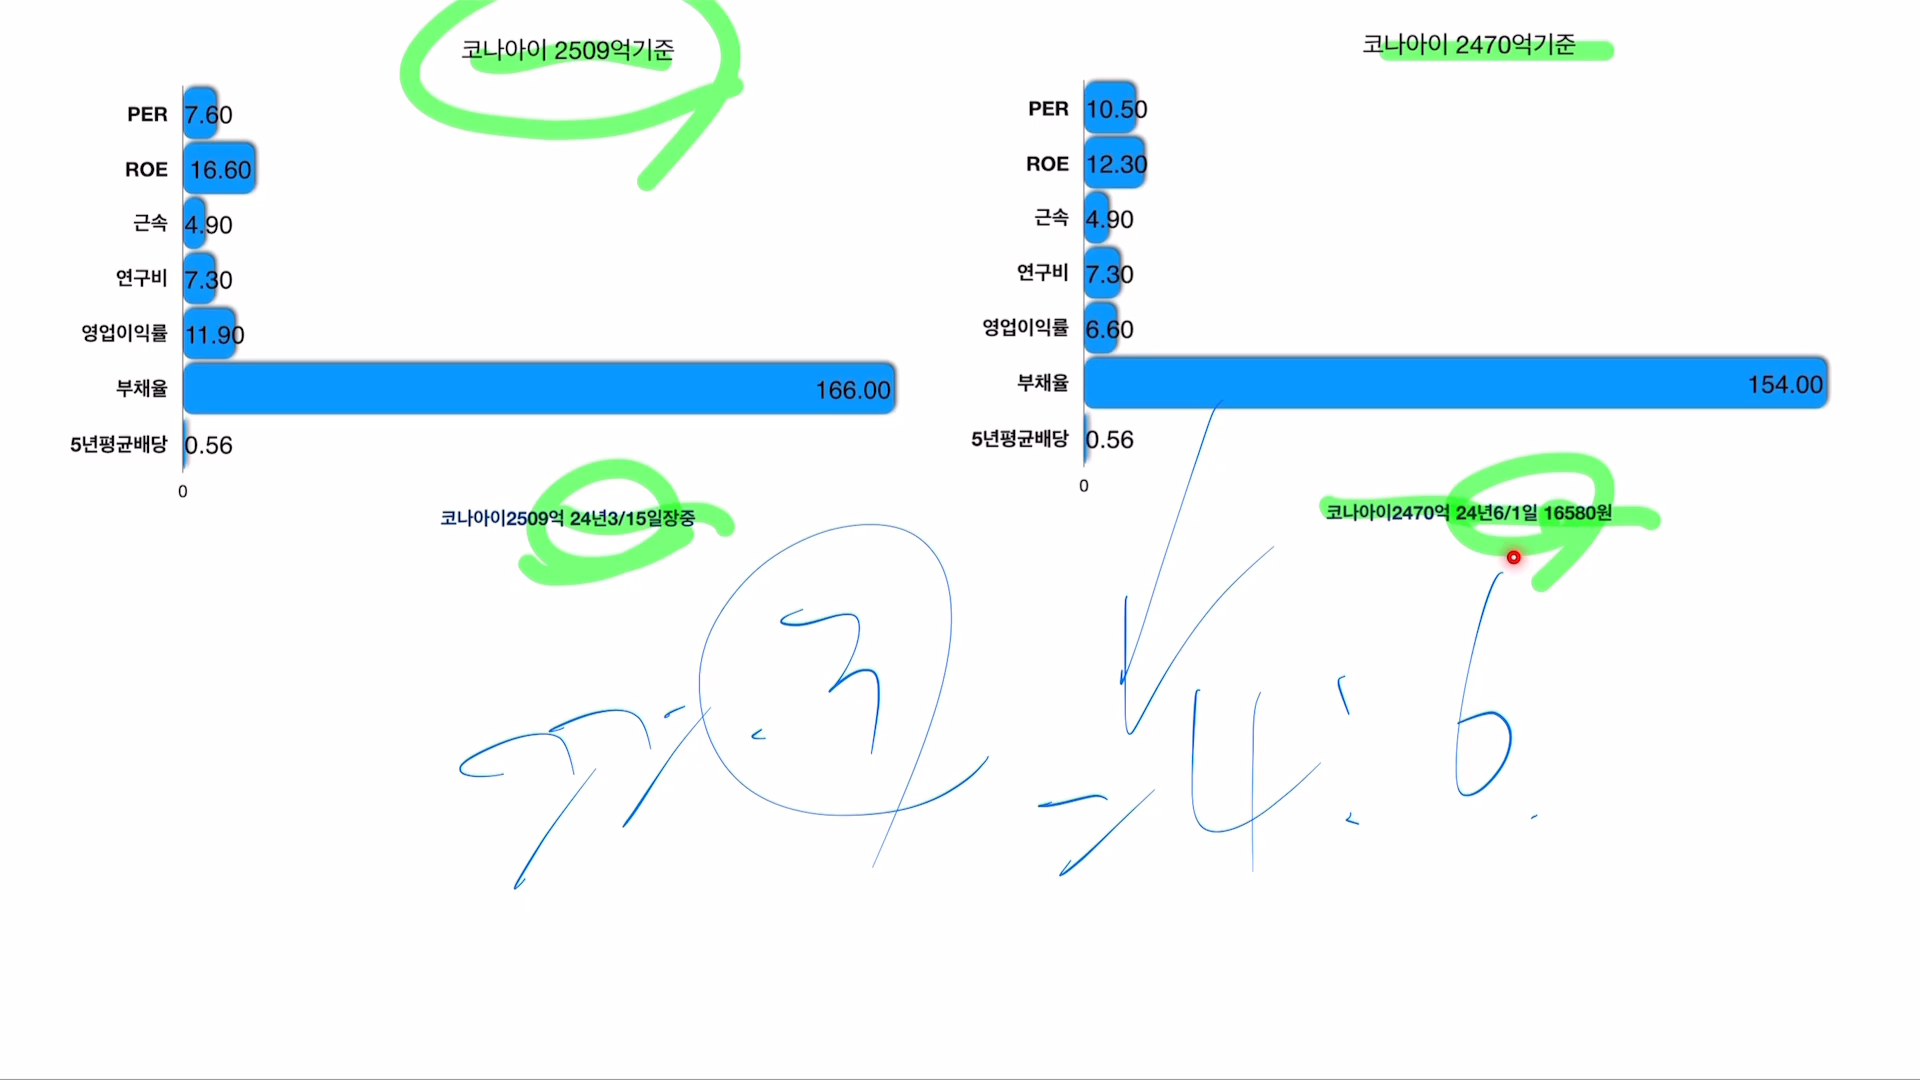 코나아이 2509억기준
PER 7.60
ROE 16.60
근속 4.90
연구비 7.30
영업이익률 11.90
부채율 166.00
5년평균배당 0.56
0
코나아이2509억 24년3/15일장중
코나아이 2470억기준
PER 10.50
ROE 12.30
근속 4.90
연구비 7.30
영업이익률 6.60
부채율 154.00
5년평균배당 0.56
0
코나아이2470억 24년6/1일 16580원